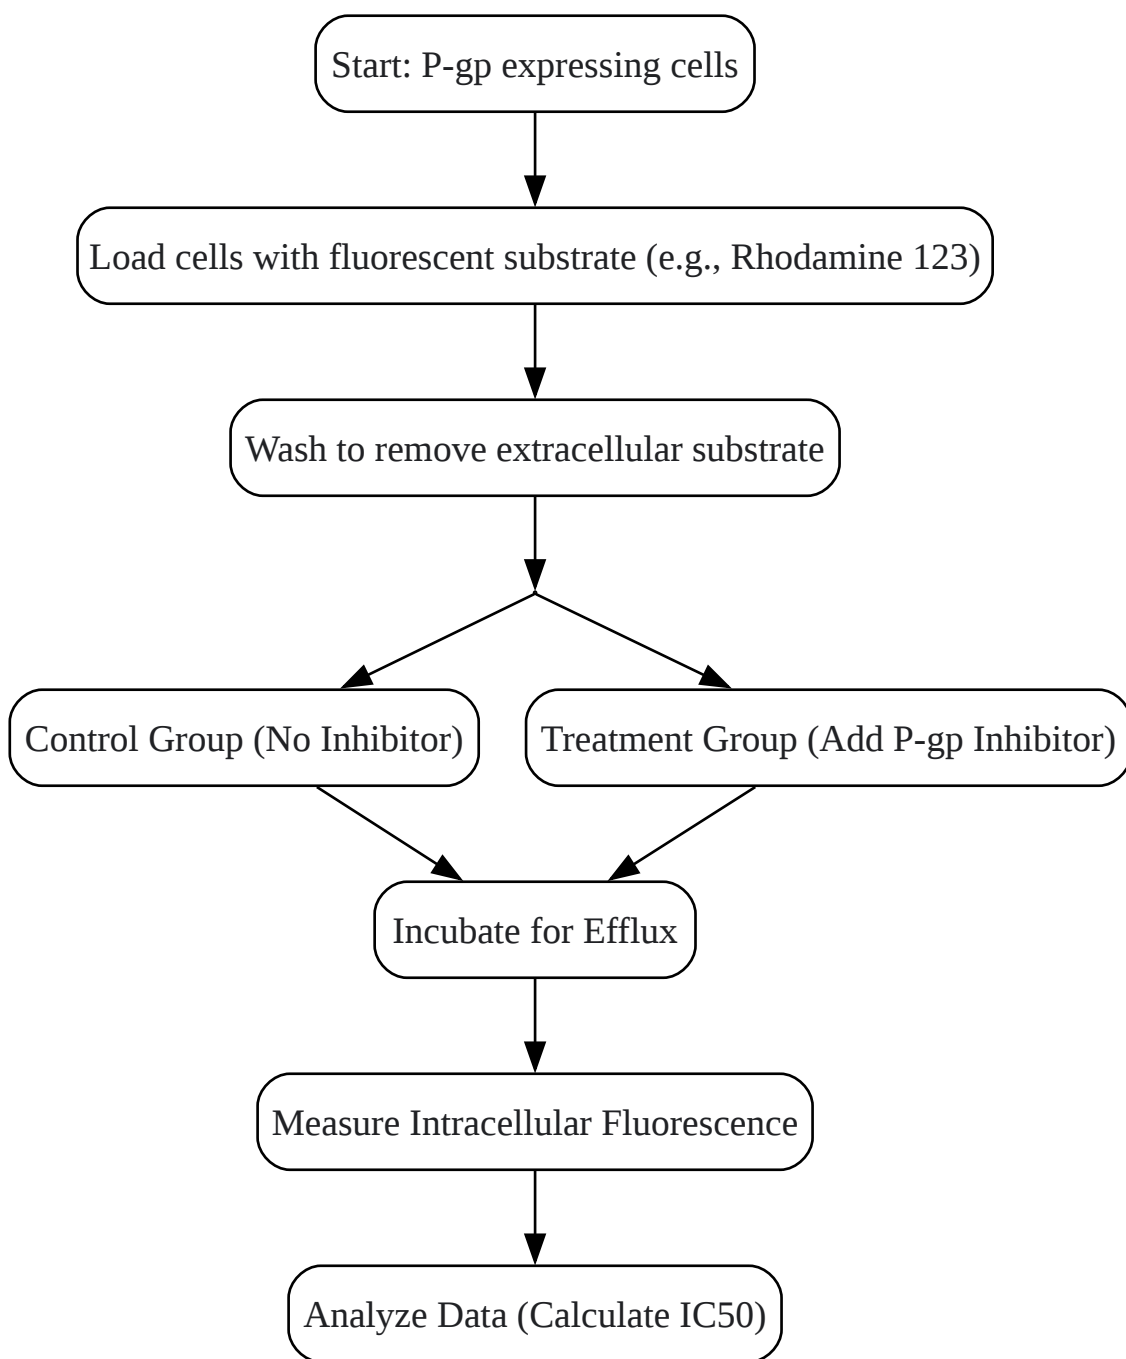 Start: P-gp expressing cells
Load cells with fluorescent substrate (e.g., Rhodamine 123)
Wash to remove extracellular substrate
Control Group (No Inhibitor)
Treatment Group (Add P-gp Inhibitor)
Incubate for Efflux
Measure Intracellular Fluorescence
Analyze Data (Calculate IC50)